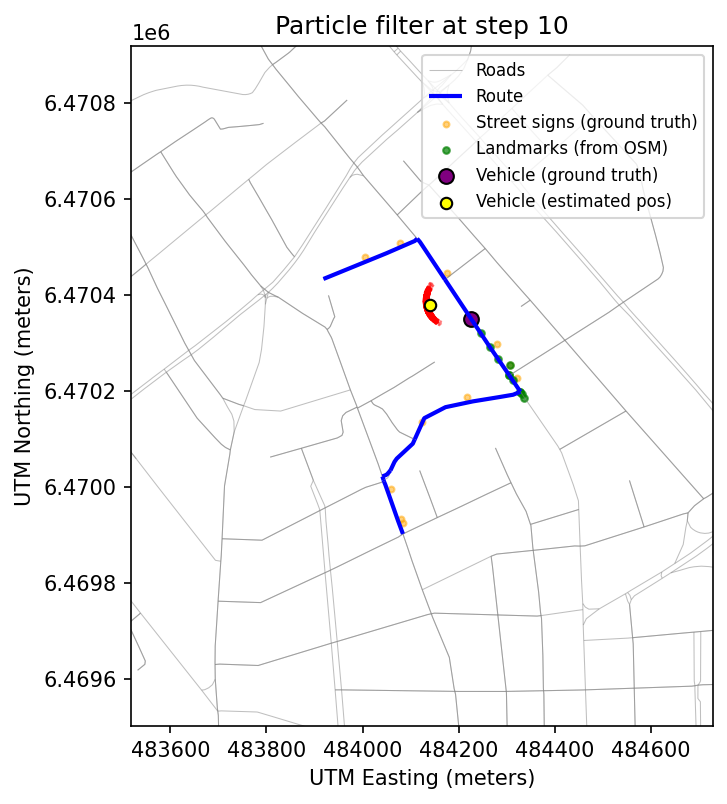 Particle filter at step 10
1e6
Roads
Route
Street signs (ground truth)
Landmarks (from OSM)
Vehicle (ground truth)
Vehicle (estimated pos)
6.4708
6.4706
6.4704
6.4702
6.4700
6.4698
6.4696
UTM Northing (meters)
483600 483800 484000 484200 484400 484600
UTM Easting (meters)